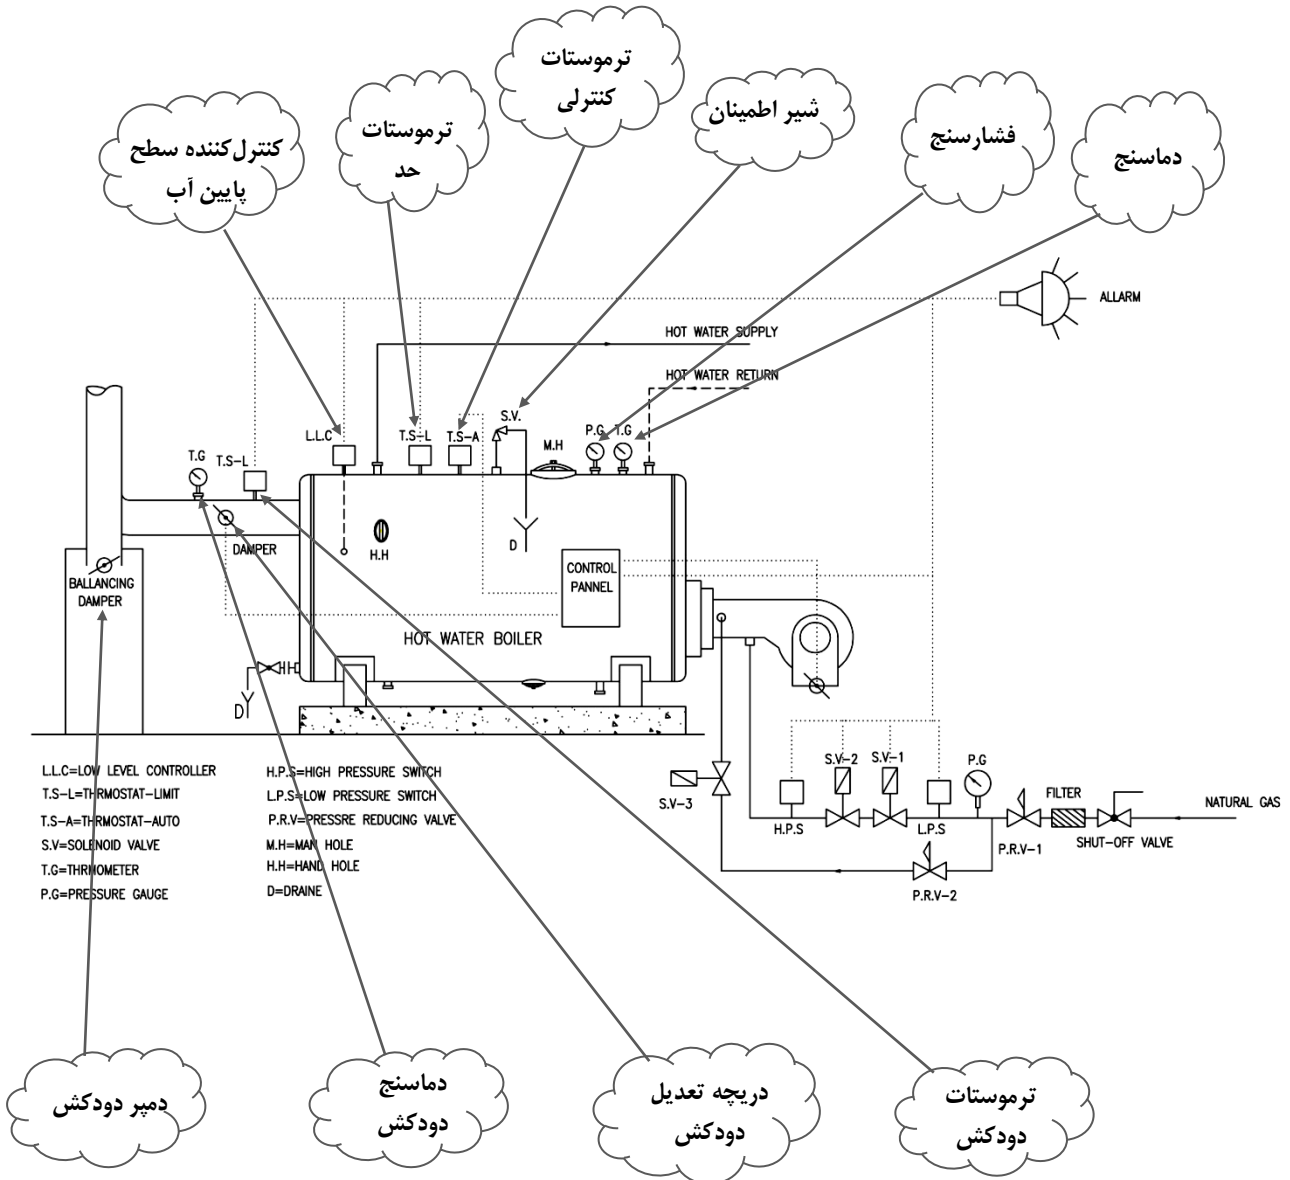 ترموستات
کنترلی
شیر اطمینان
ترموستات
حد
فشارسنج
دماسنج
کنترل‌کننده سطح
پایین آب
ALLARM
HOT WATER SUPPLY
HOT WATER RETURN
S.V.
L.L.C
T.S-L
T.S-A
M.H
P.G
T.G
T.G
T.S-L
DAMPER
H.H
D
CONTROL
PANNEL
BALLANCING
DAMPER
HOT WATER BOILER
D
L.L.C=LOW LEVEL CONTROLLER
T.S-L=THRMOSTAT-LIMIT
T.S-A=THRMOSTAT-AUTO
S.V=SOLENOID VALVE
T.G=THRMOMETER
P.G=PRESSURE GAUGE
H.P.S=HIGH PRESSURE SWITCH
L.P.S=LOW PRESSURE SWITCH
P.R.V=PRESSRE REDUCING VALVE
M.H=MAN HOLE
H.H=HAND HOLE
D=DRAINE
S.V-3
S.V-2
S.V-1
P.G
FILTER
NATURAL GAS
H.P.S
L.P.S
P.R.V-1
SHUT-OFF VALVE
P.R.V-2
دمپر دودکش
دماسنج
دودکش
دریچه تعدیل
دودکش
ترموستات
دودکش